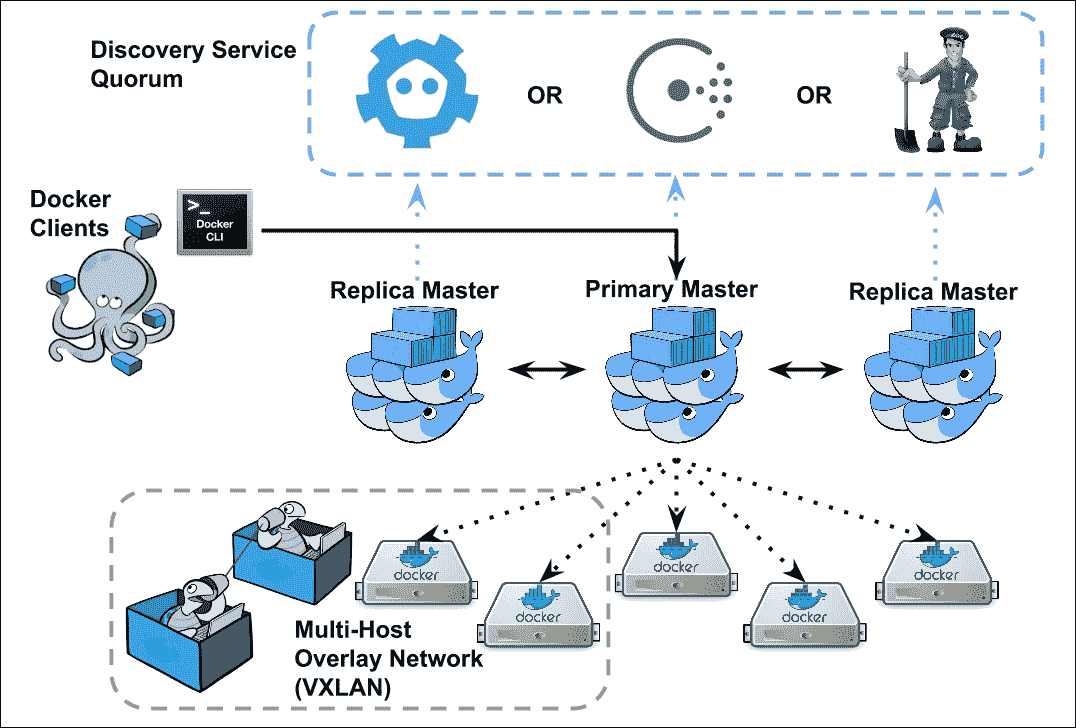 Discovery Service
Quorum
OR
OR
Docker
Clients
>_
Docker
CLI
Replica Master
Primary Master
Replica Master
docker
docker
docker
docker
docker
Multi-Host
Overlay Network
(VXLAN)